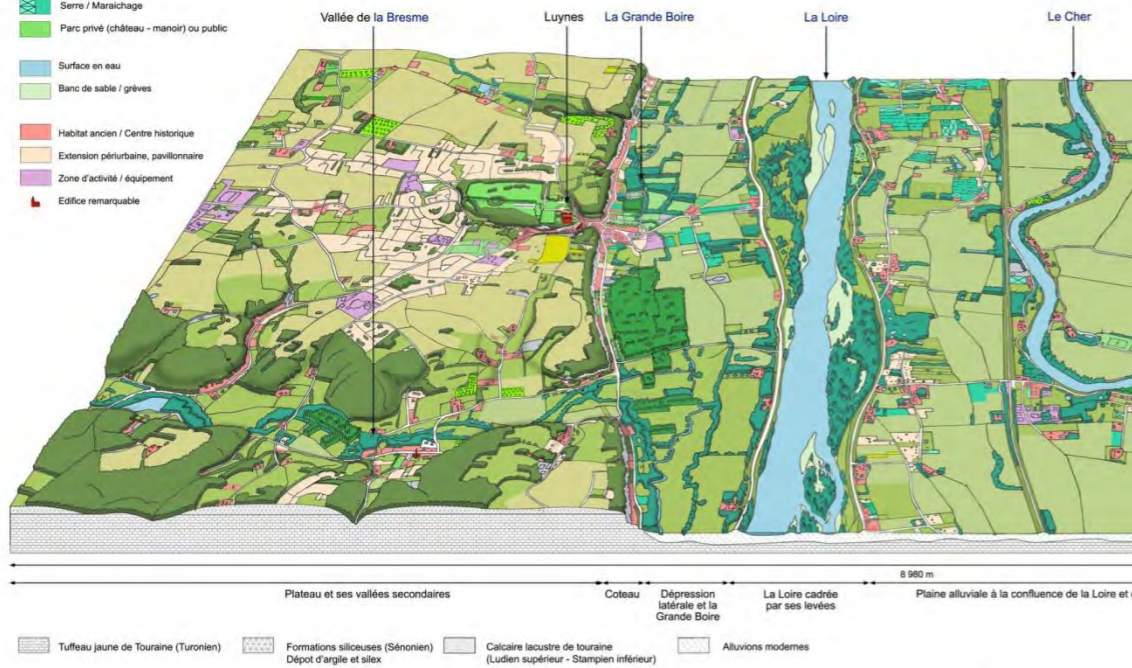 Serre / Maraichage
Parc privé (château - manoir) ou public
Surface en eau
Banc de sable / grèves
Habitat ancien / Centre historique
Extension périurbaine, pavillonnaire
Zone d'activité / équipement
Edifice remarquable
Vallée de la Bresme
Luynes
La Grande Boire
La Loire
Le Cher
8 980 m
Plateau et ses vallées secondaires
Coteau
Dépression
latérale et la
Grande Boire
La Loire cadrée
par ses levées
Plaine alluviale à la confluence de la Loire et
Tuffeau jaune de Touraine (Turonien)
Formations siliceuses (Sénonien)
Dépot d'argile et silex
Calcaire lacustre de touraine
(Ludien supérieur - Stampien inférieur)
Alluvions modernes